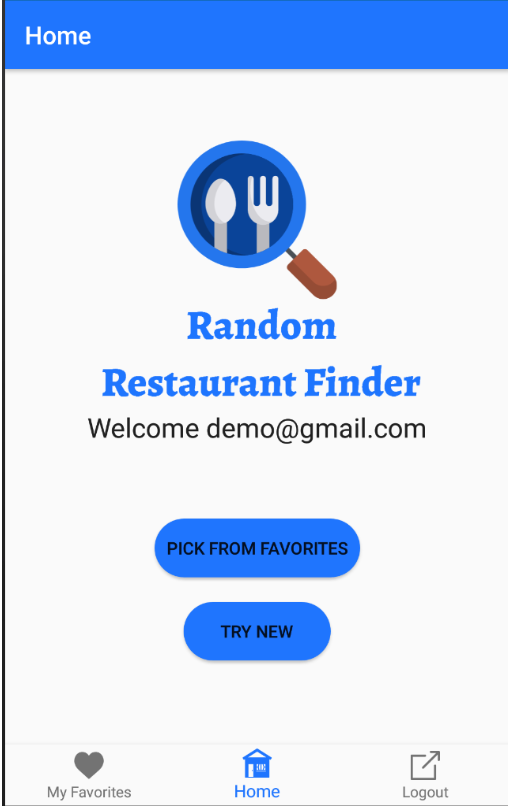 Home
Random
Restaurant Finder
Welcome demo@gmail.com
PICK FROM FAVORITES
TRY NEW
My Favorites
Home
Logout